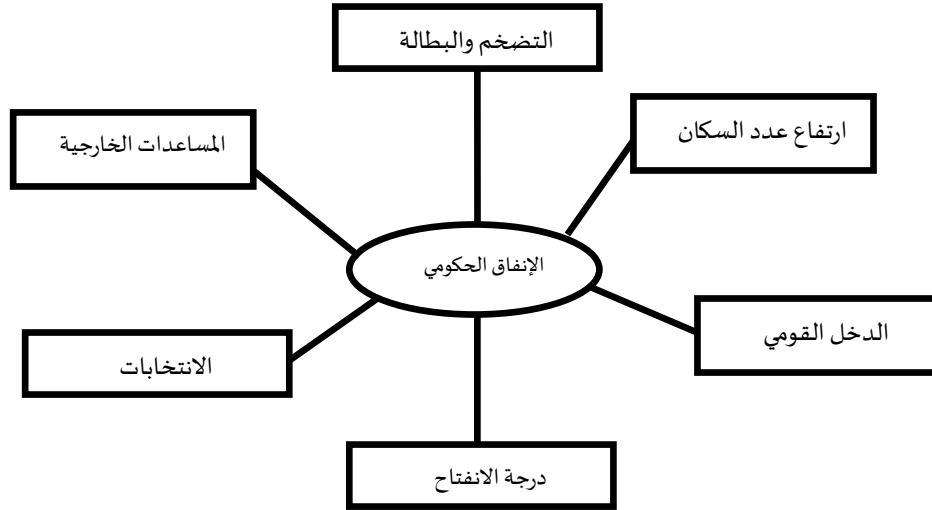 التضخم والبطالة
ارتفاع عدد السكان
المساعدات الخارجية
الإنفاق الحكومي
الدخل القومي
الانتخابات
درجة الانفتاح